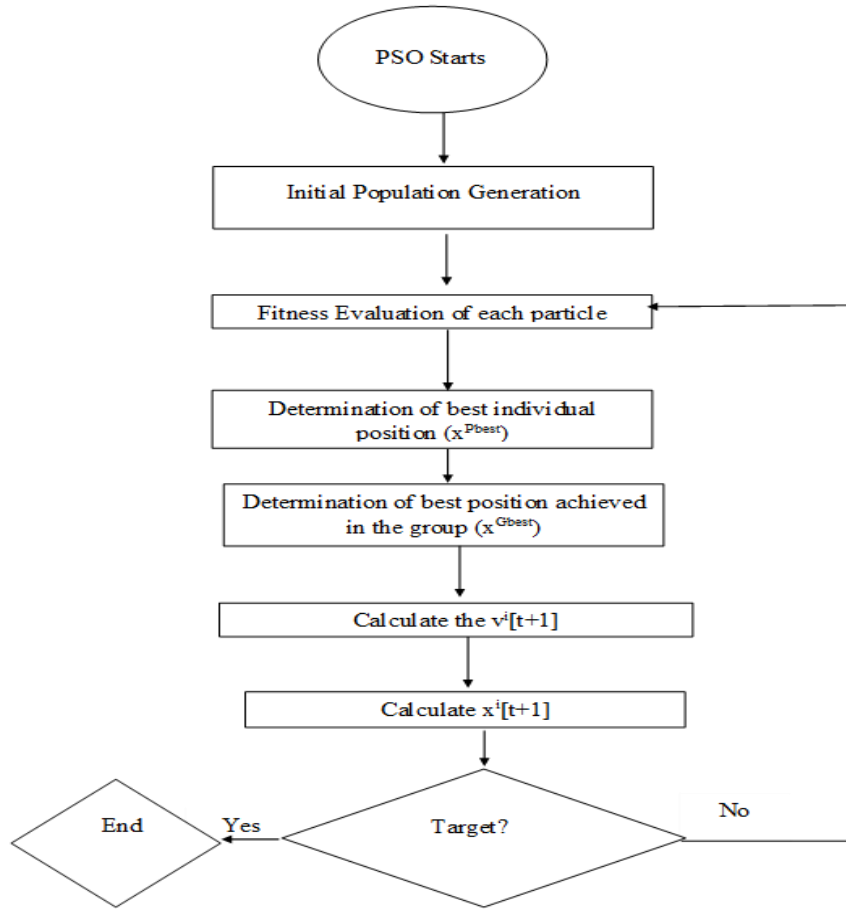 PSO Starts
Initial Population Generation
Fitness Evaluation of each particle
Determination of best individual
position (x^Pbest)
Determination of best position achieved
in the group (x^Gbest)
Calculate the v^i[t+1]
Calculate x^i[t+1]
End
Yes
Target?
No